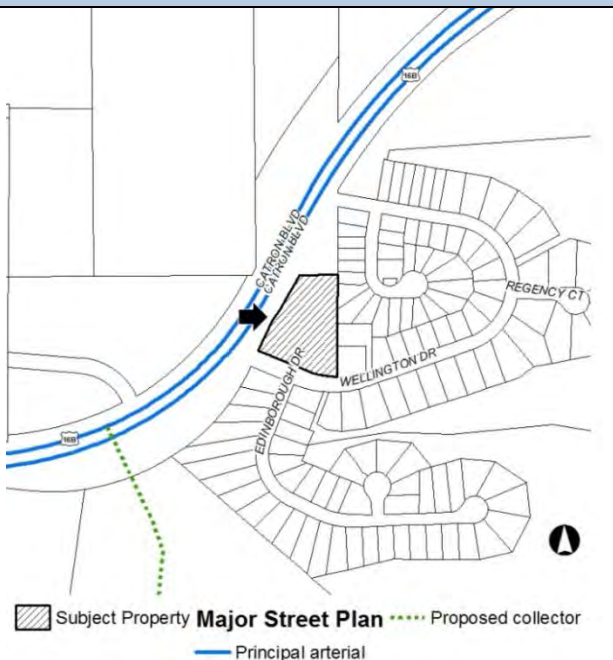 16B
CATRON BLVD
CATRON BLVD
REGENCY CT
WELLINGTON DR
EDINBOROUGH DR
16B
Subject Property Major Street Plan Proposed collector
Principal arterial